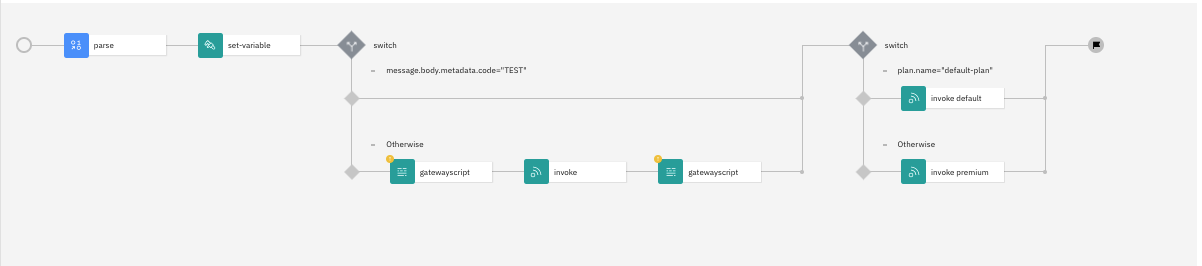 parse
set-variable
switch
message.body.metadata.code="TEST"
Otherwise
gatewayscript
invoke
gatewayscript
switch
plan.name="default-plan"
invoke default
Otherwise
invoke premium